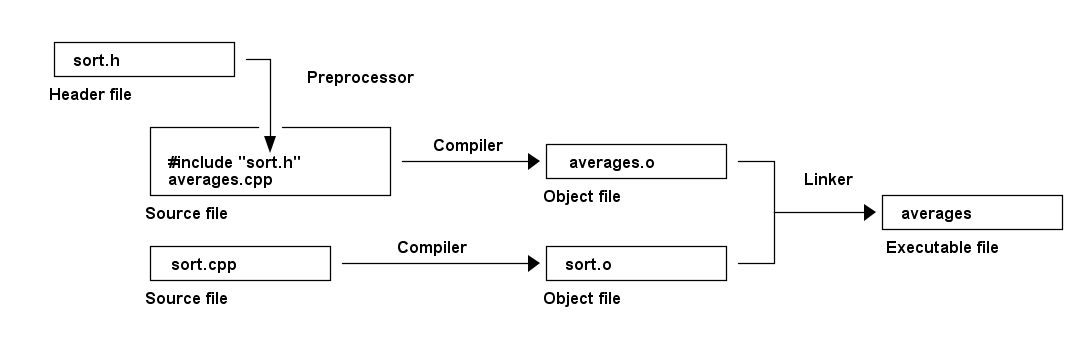 sort.h
Header file
Preprocessor
#include "sort.h"
averages.cpp
Source file
Compiler
averages.o
Object file
Linker
averages
Executable file
sort.cpp
Source file
Compiler
sort.o
Object file